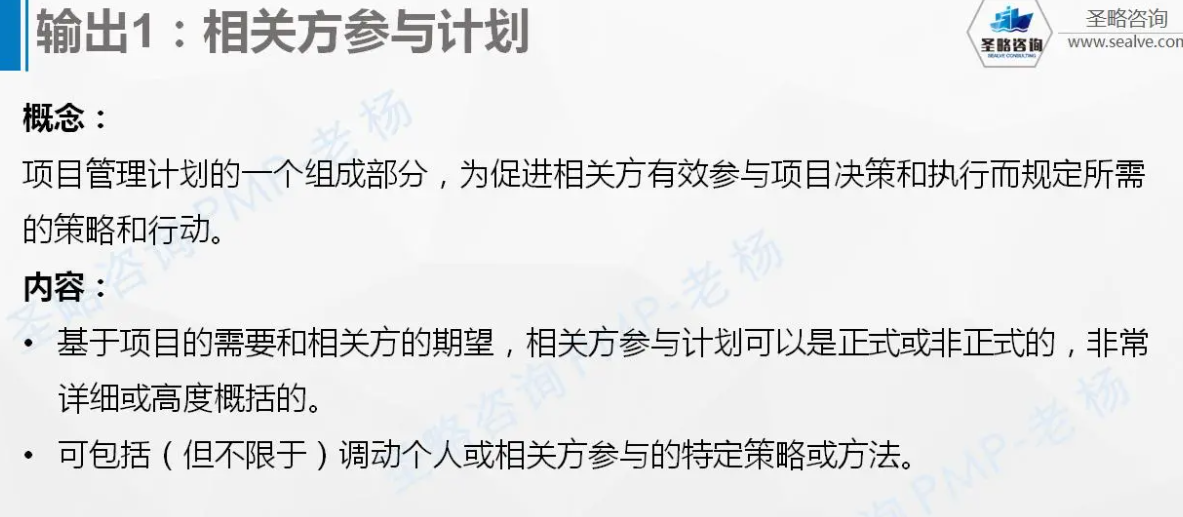 输出1：相关方参与计划
圣略咨询
SEALVE CONSULTING
圣略咨询
www.sealve.com
概念：
项目管理计划的一个组成部分，为促进相关方有效参与项目决策和执行而规定所需
的策略和行动。
内容：
• 基于项目的需要和相关方的期望，相关方参与计划可以是正式或非正式的，非常
详细或高度概括的。
• 可包括（但不限于）调动个人或相关方参与的特定策略或方法。
圣略咨询PMP-老杨
圣略咨询PMP-老杨
咨询PMP-老杨